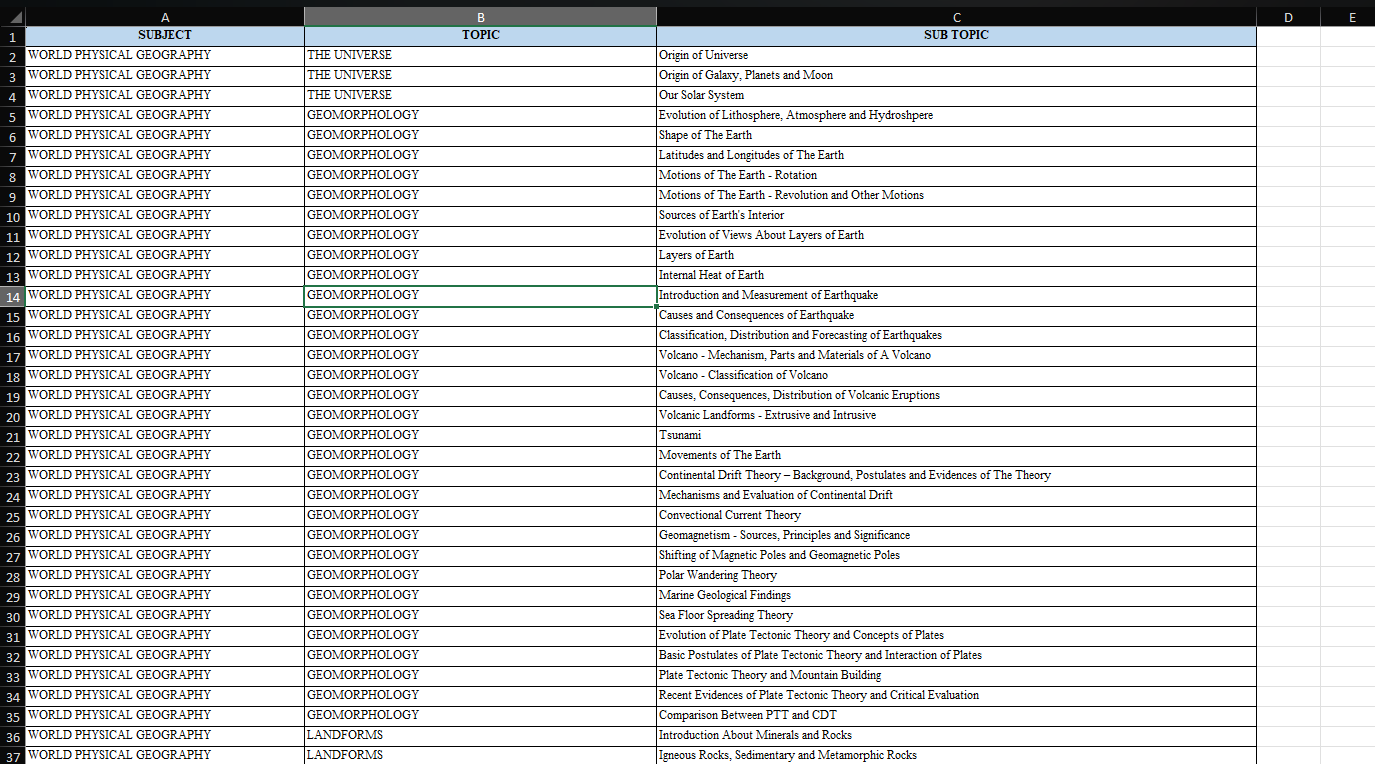 A B C D E
1 SUBJECT TOPIC SUB TOPIC
2 WORLD PHYSICAL GEOGRAPHY THE UNIVERSE Origin of Universe
3 WORLD PHYSICAL GEOGRAPHY THE UNIVERSE Origin of Galaxy, Planets and Moon
4 WORLD PHYSICAL GEOGRAPHY THE UNIVERSE Our Solar System
5 WORLD PHYSICAL GEOGRAPHY GEOMORPHOLOGY Evolution of Lithosphere, Atmosphere and Hydroshpere
6 WORLD PHYSICAL GEOGRAPHY GEOMORPHOLOGY Shape of The Earth
7 WORLD PHYSICAL GEOGRAPHY GEOMORPHOLOGY Latitudes and Longitudes of The Earth
8 WORLD PHYSICAL GEOGRAPHY GEOMORPHOLOGY Motions of The Earth - Rotation
9 WORLD PHYSICAL GEOGRAPHY GEOMORPHOLOGY Motions of The Earth - Revolution and Other Motions
10 WORLD PHYSICAL GEOGRAPHY GEOMORPHOLOGY Sources of Earth's Interior
11 WORLD PHYSICAL GEOGRAPHY GEOMORPHOLOGY Evolution of Views About Layers of Earth
12 WORLD PHYSICAL GEOGRAPHY GEOMORPHOLOGY Layers of Earth
13 WORLD PHYSICAL GEOGRAPHY GEOMORPHOLOGY Internal Heat of Earth
14 WORLD PHYSICAL GEOGRAPHY GEOMORPHOLOGY Introduction and Measurement of Earthquake
15 WORLD PHYSICAL GEOGRAPHY GEOMORPHOLOGY Causes and Consequences of Earthquake
16 WORLD PHYSICAL GEOGRAPHY GEOMORPHOLOGY Classification, Distribution and Forecasting of Earthquakes
17 WORLD PHYSICAL GEOGRAPHY GEOMORPHOLOGY Volcano - Mechanism, Parts and Materials of A Volcano
18 WORLD PHYSICAL GEOGRAPHY GEOMORPHOLOGY Volcano - Classification of Volcano
19 WORLD PHYSICAL GEOGRAPHY GEOMORPHOLOGY Causes, Consequences, Distribution of Volcanic Eruptions
20 WORLD PHYSICAL GEOGRAPHY GEOMORPHOLOGY Volcanic Landforms - Extrusive and Intrusive
21 WORLD PHYSICAL GEOGRAPHY GEOMORPHOLOGY Tsunami
22 WORLD PHYSICAL GEOGRAPHY GEOMORPHOLOGY Movements of The Earth
23 WORLD PHYSICAL GEOGRAPHY GEOMORPHOLOGY Continental Drift Theory – Background, Postulates and Evidences of The Theory
24 WORLD PHYSICAL GEOGRAPHY GEOMORPHOLOGY Mechanisms and Evaluation of Continental Drift
25 WORLD PHYSICAL GEOGRAPHY GEOMORPHOLOGY Convectional Current Theory
26 WORLD PHYSICAL GEOGRAPHY GEOMORPHOLOGY Geomagnetism - Sources, Principles and Significance
27 WORLD PHYSICAL GEOGRAPHY GEOMORPHOLOGY Shifting of Magnetic Poles and Geomagnetic Poles
28 WORLD PHYSICAL GEOGRAPHY GEOMORPHOLOGY Polar Wandering Theory
29 WORLD PHYSICAL GEOGRAPHY GEOMORPHOLOGY Marine Geological Findings
30 WORLD PHYSICAL GEOGRAPHY GEOMORPHOLOGY Sea Floor Spreading Theory
31 WORLD PHYSICAL GEOGRAPHY GEOMORPHOLOGY Evolution of Plate Tectonic Theory and Concepts of Plates
32 WORLD PHYSICAL GEOGRAPHY GEOMORPHOLOGY Basic Postulates of Plate Tectonic Theory and Interaction of Plates
33 WORLD PHYSICAL GEOGRAPHY GEOMORPHOLOGY Plate Tectonic Theory and Mountain Building
34 WORLD PHYSICAL GEOGRAPHY GEOMORPHOLOGY Recent Evidences of Plate Tectonic Theory and Critical Evaluation
35 WORLD PHYSICAL GEOGRAPHY GEOMORPHOLOGY Comparison Between PTT and CDT
36 WORLD PHYSICAL GEOGRAPHY LANDFORMS Introduction About Minerals and Rocks
37 WORLD PHYSICAL GEOGRAPHY LANDFORMS Igneous Rocks, Sedimentary and Metamorphic Rocks